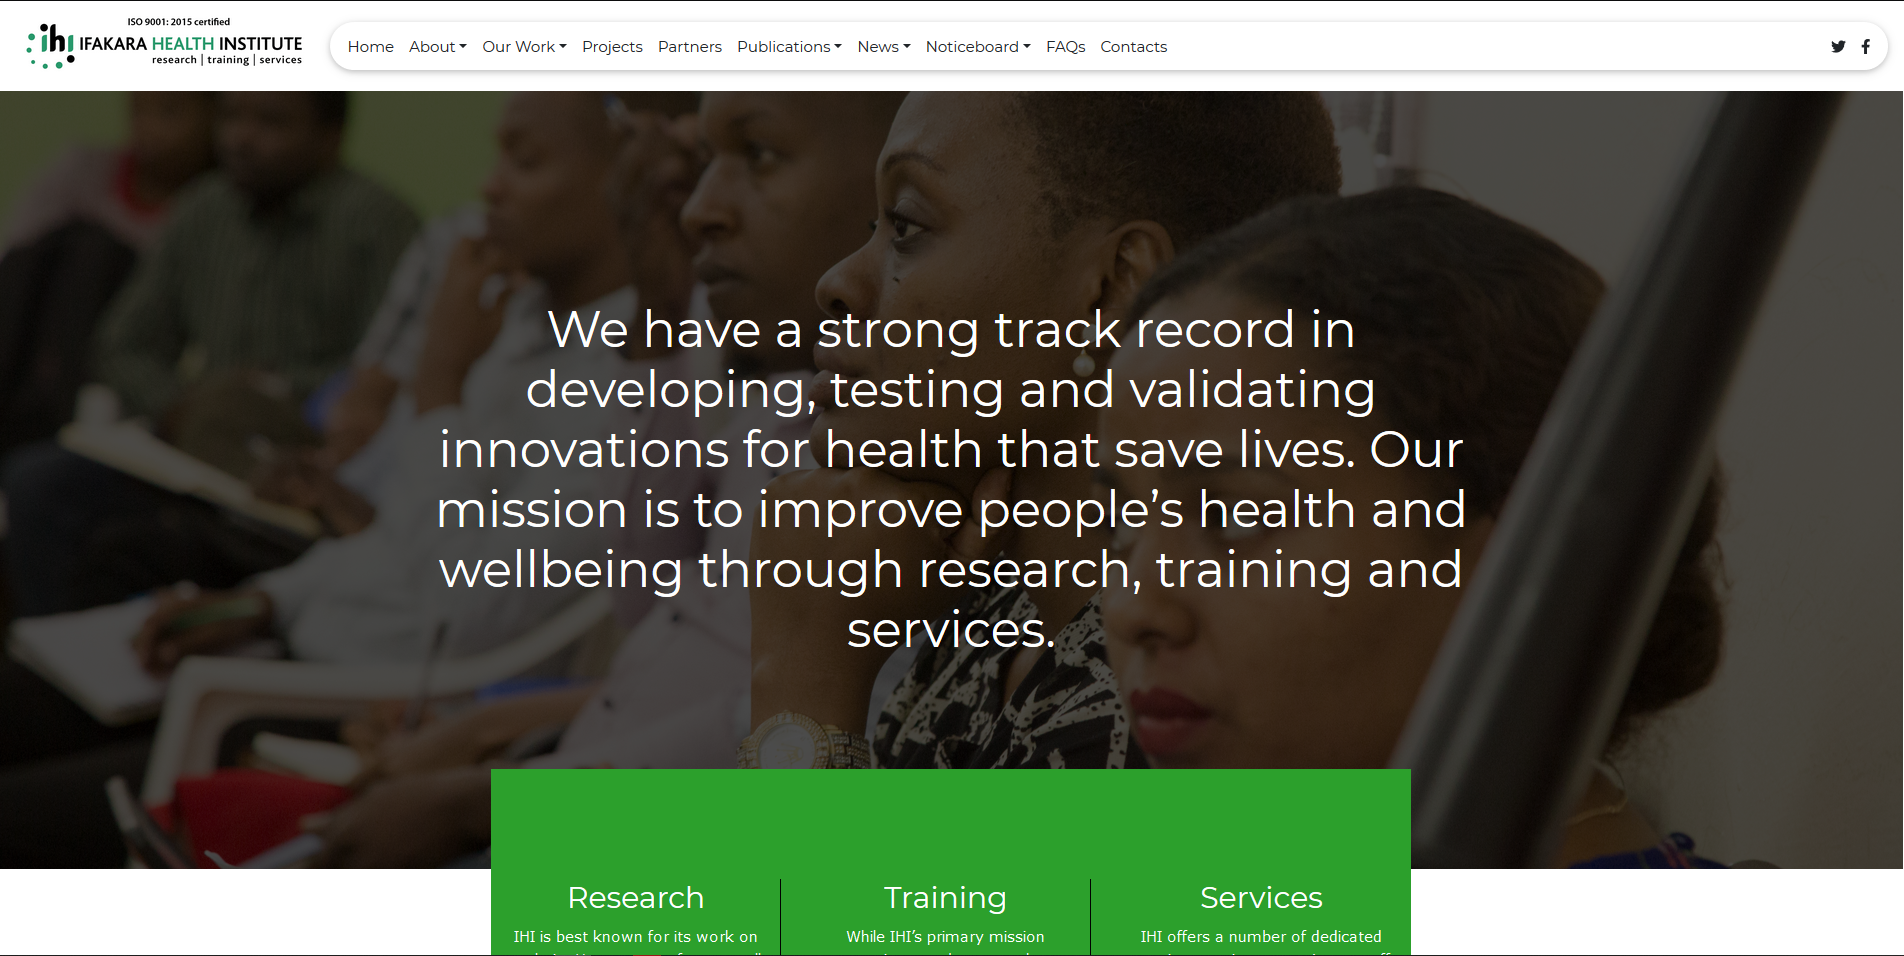 ISO 9001: 2015 certified
ihi IFAKARA HEALTH INSTITUTE
research | training | services
Home About Our Work Projects Partners Publications News Noticeboard FAQs Contacts
We have a strong track record in
developing, testing and validating
innovations for health that save lives. Our
mission is to improve people’s health and
wellbeing through research, training and
services.
Research
IHI is best known for its work on
Training
While IHI’s primary mission
Services
IHI offers a number of dedicated